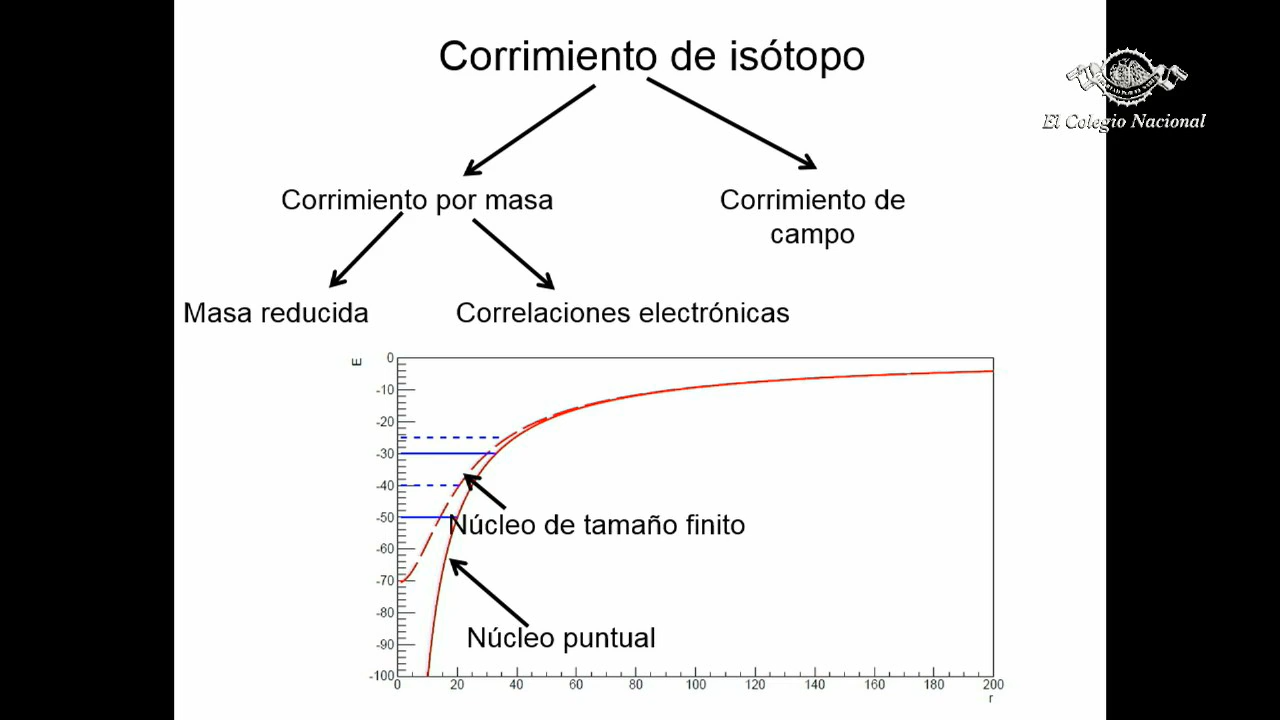 Corrimiento de isótopo
El Colegio Nacional
Corrimiento por masa
Corrimiento de
campo
Masa reducida
Correlaciones electrónicas
E
0
-10
-20
-30
-40
-50
-60
-70
-80
-90
-100
Núcleo de tamaño finito
Núcleo puntual
0 20 40 60 80 100 120 140 160 180 200
r